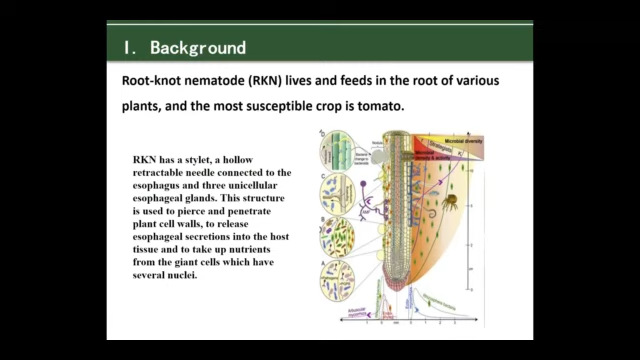 I. Background
Root-knot nematode (RKN) lives and feeds in the root of various
plants, and the most susceptible crop is tomato.
RKN has a stylet, a hollow
retractable needle connected to the
esophagus and three unicellular
esophageal glands. This structure
is used to pierce and penetrate
plant cell walls, to release
esophageal secretions into the host
tissue and to take up nutrients
from the giant cells which have
several nuclei.
Microbial diversity
Microbial
density & activity
D
C
B
A